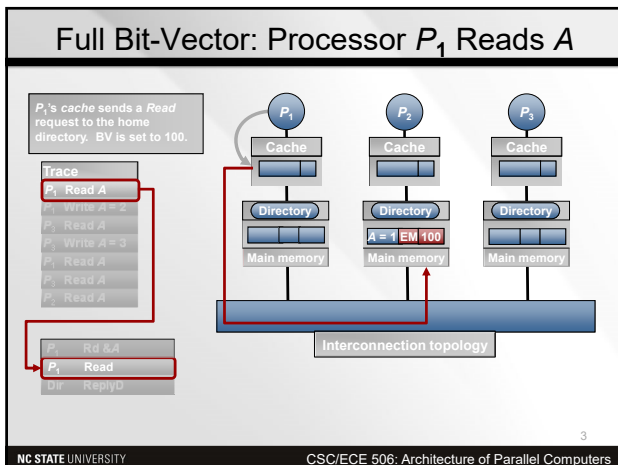 Full Bit-Vector: Processor P1 Reads A
P1's cache sends a Read
request to the home
directory. BV is set to 100.
Trace
P1 Read A
P1 Write A = 2
Read A
Write A = 3
P1 Read A
Read A
P2 Read A
P1 Rd &A
P1 Read
Dir ReplyD
P1
P2
P3
Cache
Cache
Cache
Directory
Directory
Directory
A = 1 EM 100
Main memory
Main memory
Main memory
Interconnection topology
3
NC STATE UNIVERSITY
CSC/ECE 506: Architecture of Parallel Computers